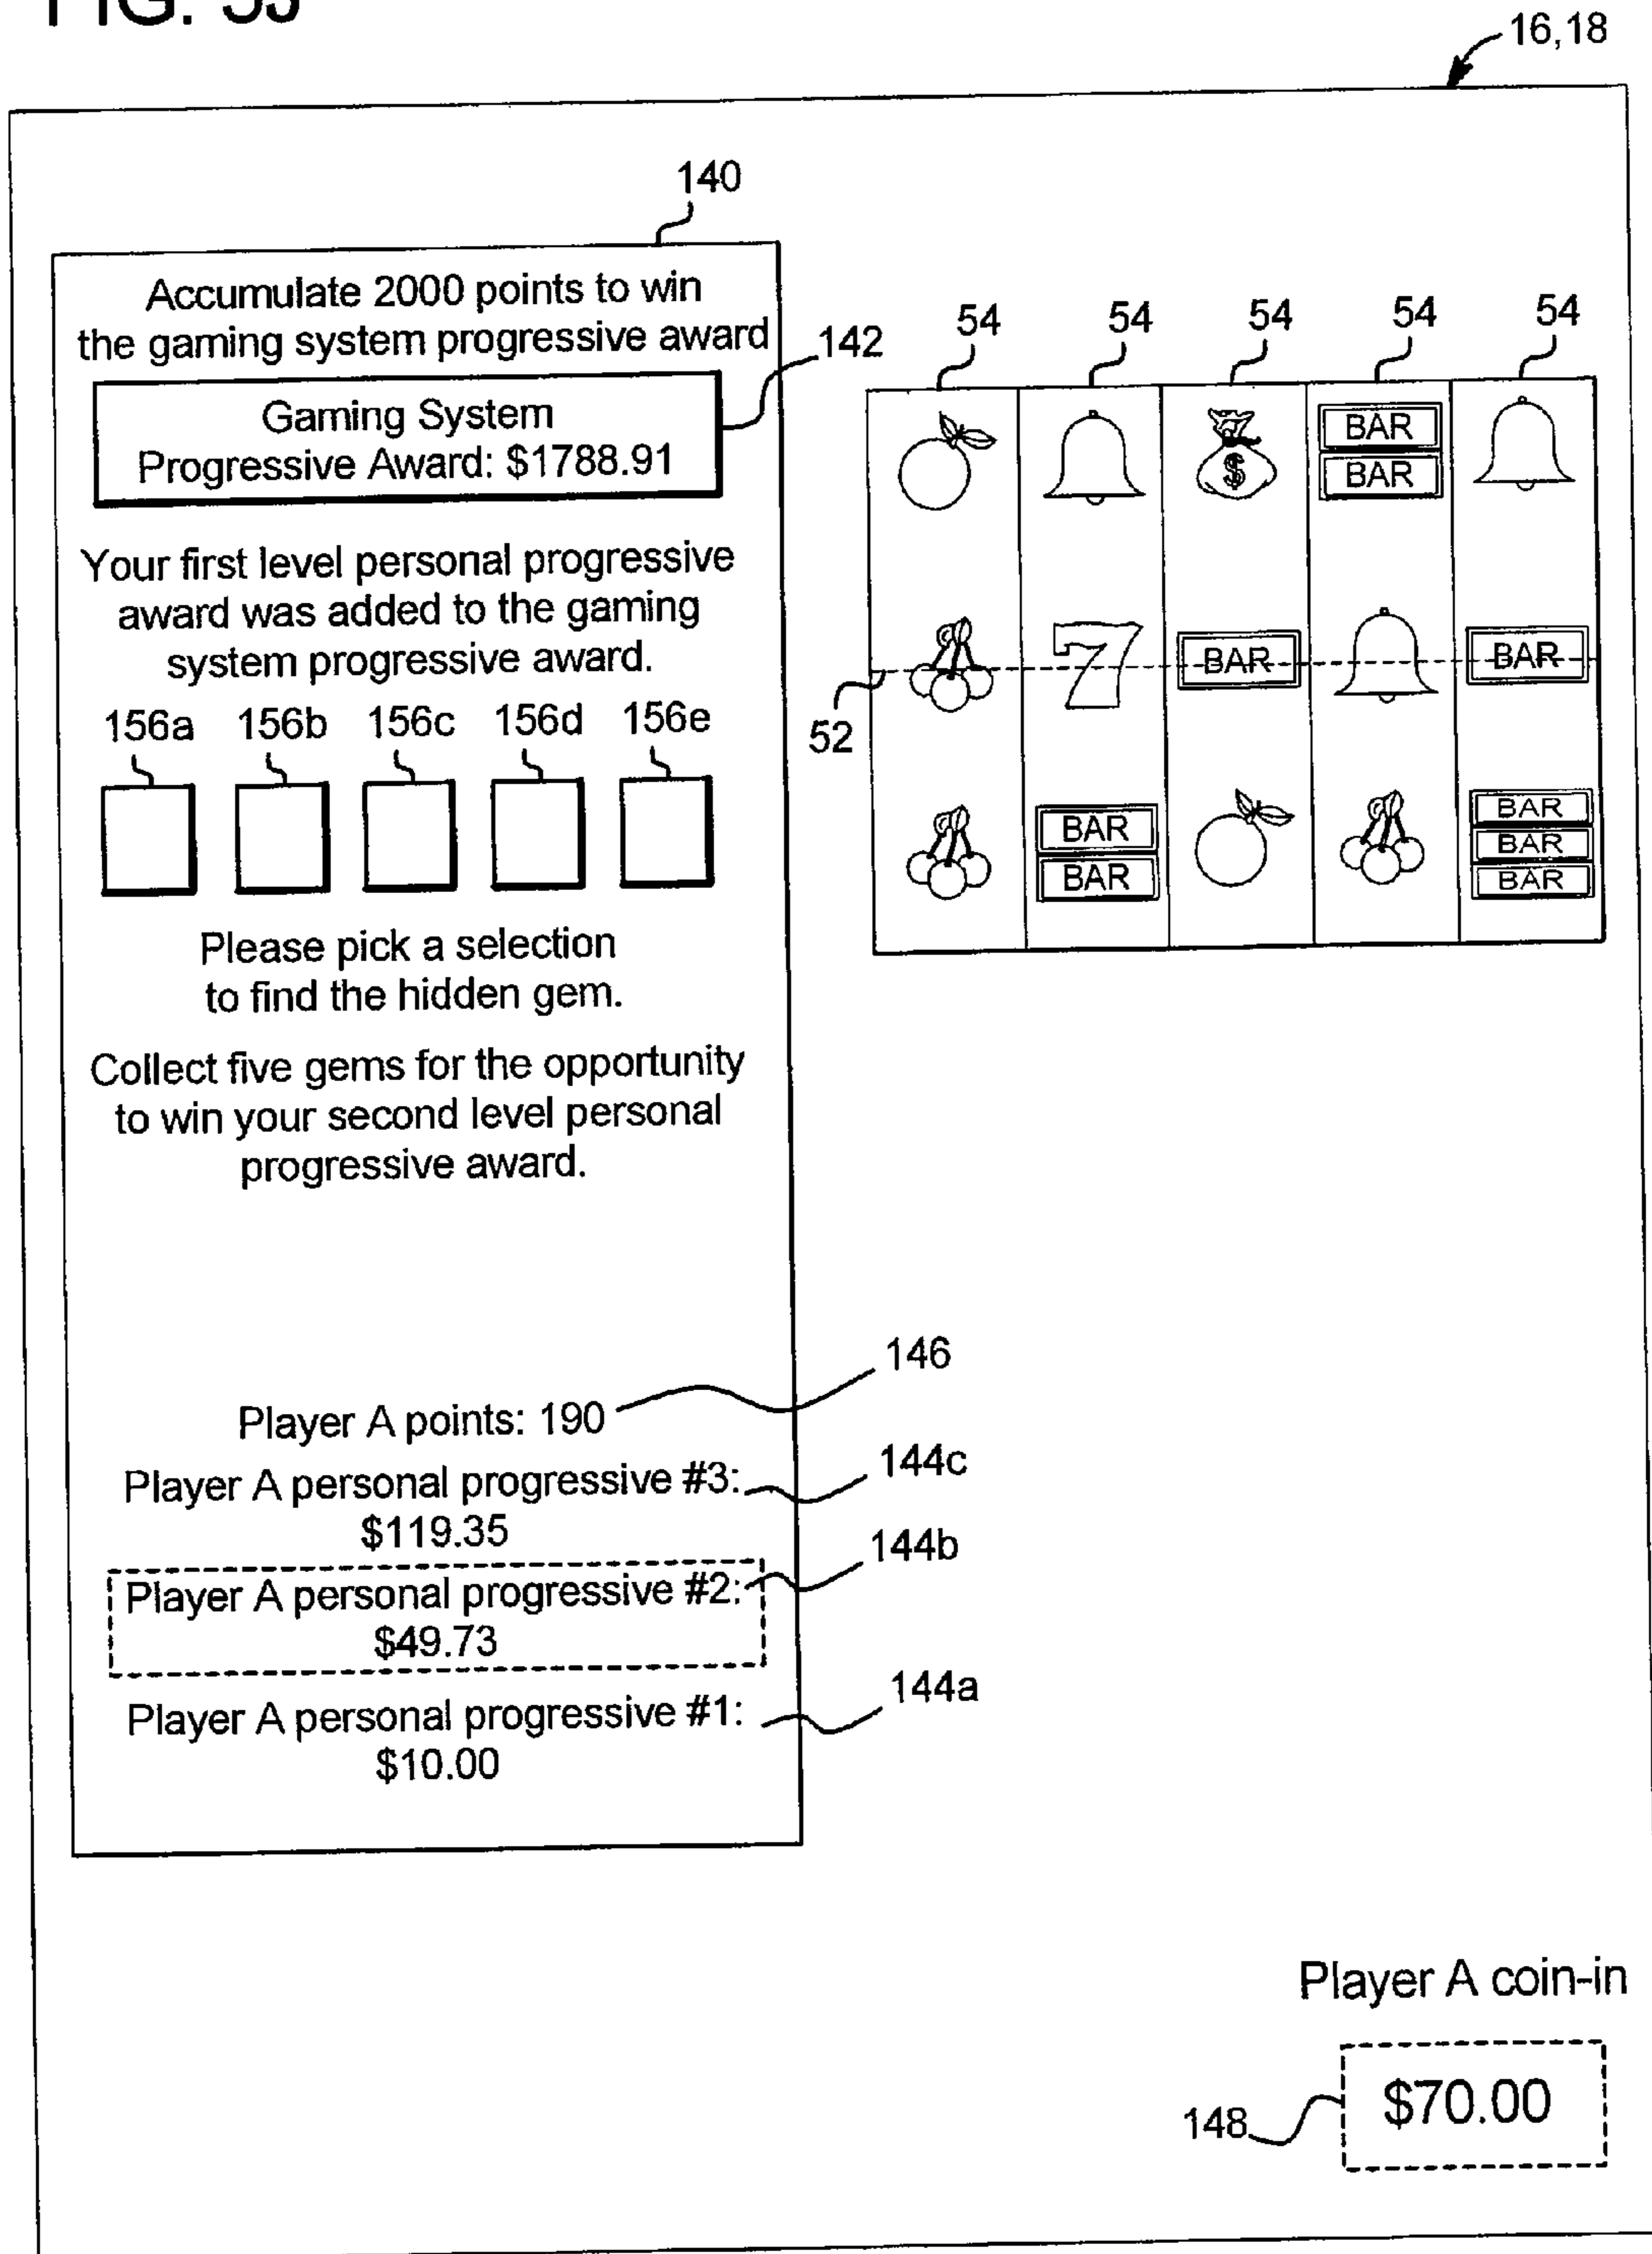 FIG. 5J
16,18
140
Accumulate 2000 points to win
the gaming system progressive award
142
Gaming System
Progressive Award: $1788.91
Your first level personal progressive
award was added to the gaming
system progressive award.
156a 156b 156c 156d 156e
Please pick a selection
to find the hidden gem.
Collect five gems for the opportunity
to win your second level personal
progressive award.
146
Player A points: 190
144c
Player A personal progressive #3:
$119.35
144b
Player A personal progressive #2:
$49.73
144a
Player A personal progressive #1:
$10.00
54 54 54 54 54
$
BAR
BAR
52
7
BAR
BAR
BAR
BAR
BAR
BAR
BAR
Player A coin-in
148
$70.00